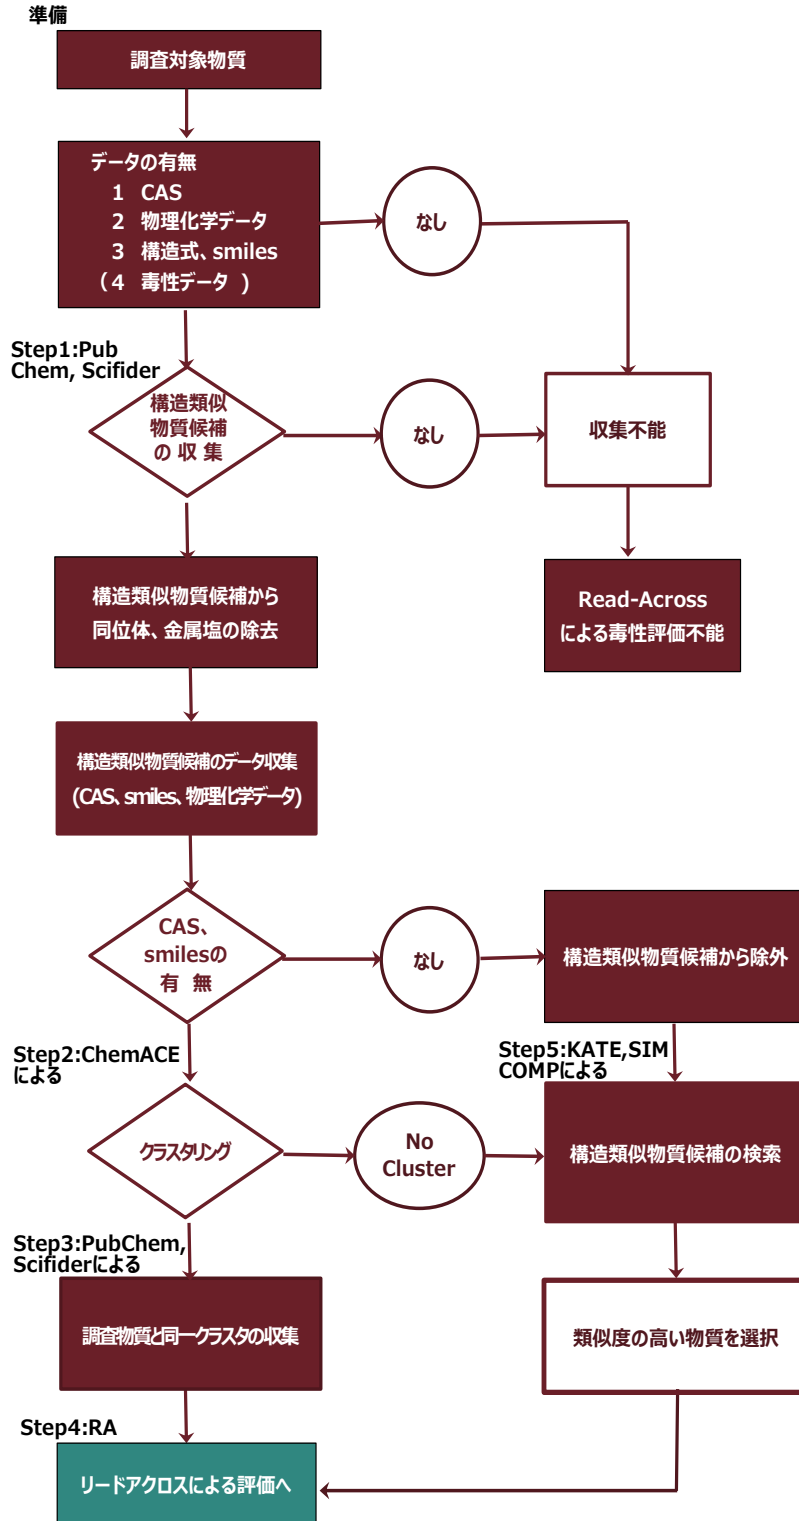 準備
調査対象物質
データの有無
1 CAS
2 物理化学データ
3 構造式、smiles
(4 毒性データ )
なし
Step1:Pub
Chem, Scifider
構造類似
物質候補
の 収 集
なし
収集不能
構造類似物質候補から
同位体、金属塩の除去
Read-Across
による毒性評価不能
構造類似物質候補のデータ収集
(CAS、smiles、物理化学データ)
CAS、
smilesの
有 無
なし
構造類似物質候補から除外
Step2:ChemACE
による
Step5:KATE,SIM
COMPによる
クラスタリング
No
Cluster
構造類似物質候補の検索
Step3:PubChem,
Scifiderによる
調査物質と同一クラスタの収集
類似度の高い物質を選択
Step4:RA
リードアクロスによる評価へ